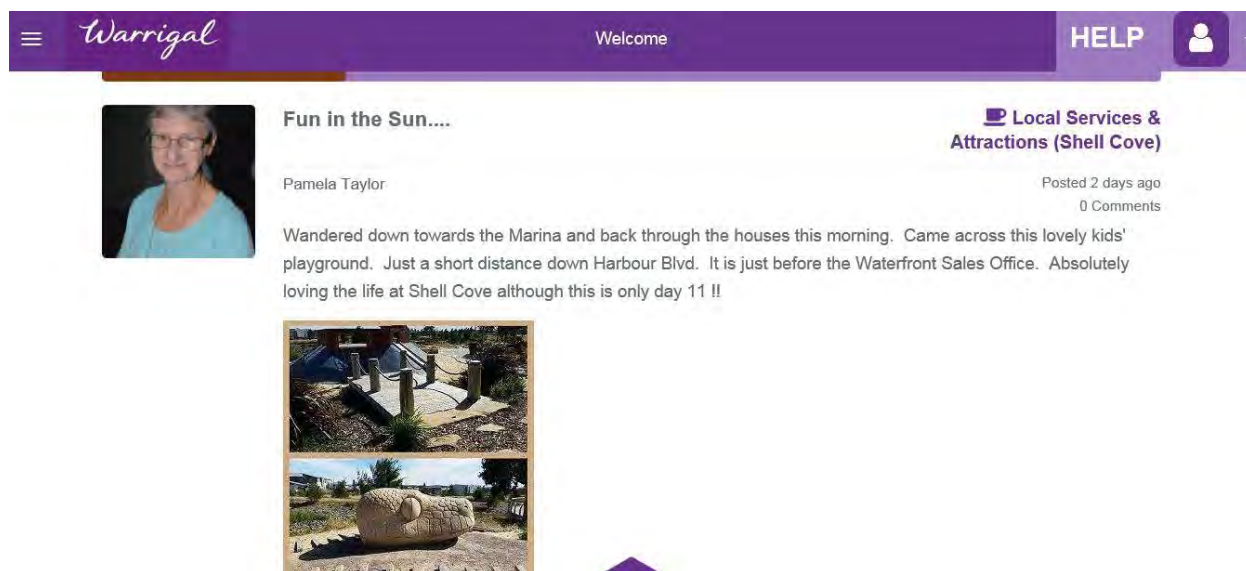 Warrigal
Welcome
HELP
Fun in the Sun....
Local Services &
Attractions (Shell Cove)
Pamela Taylor
Posted 2 days ago
0 Comments
Wandered down towards the Marina and back through the houses this morning.  Came across this lovely kids'
playground.  Just a short distance down Harbour Blvd.  It is just before the Waterfront Sales Office.  Absolutely
loving the life at Shell Cove although this is only day 11 !!